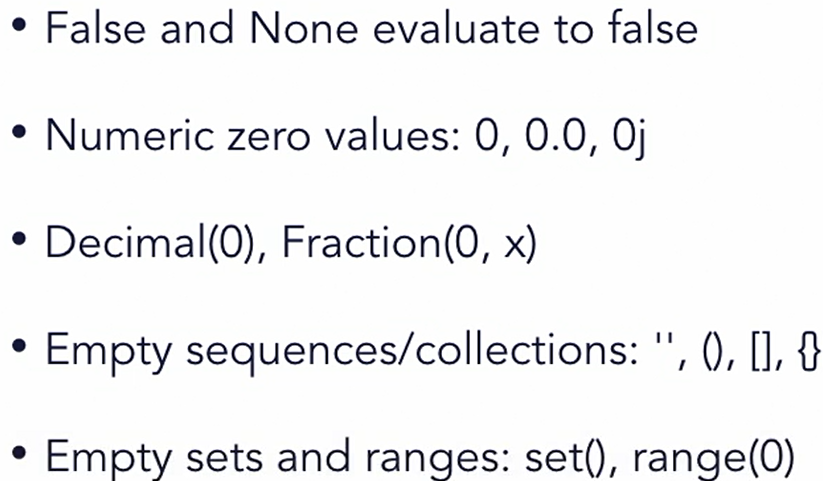 • False and None evaluate to false
• Numeric zero values: 0, 0.0, 0j
• Decimal(0), Fraction(0, x)
• Empty sequences/collections: '', (), [], {}
• Empty sets and ranges: set(), range(0)